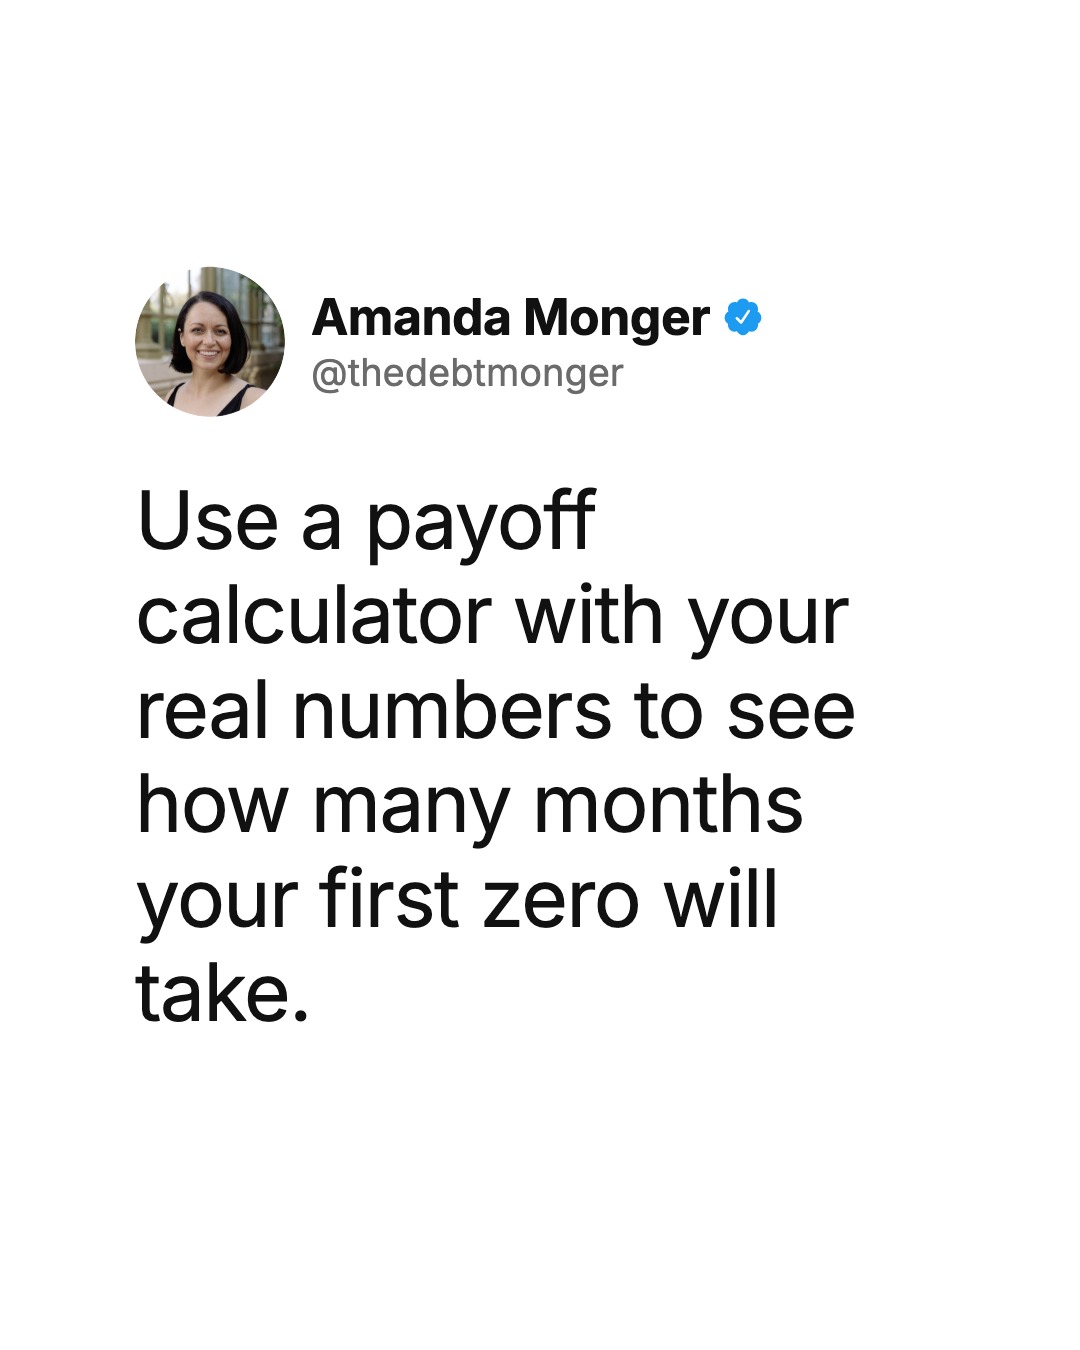 Amanda Monger
@thedebtmonger
Use a payoff
calculator with your
real numbers to see
how many months
your first zero will
take.